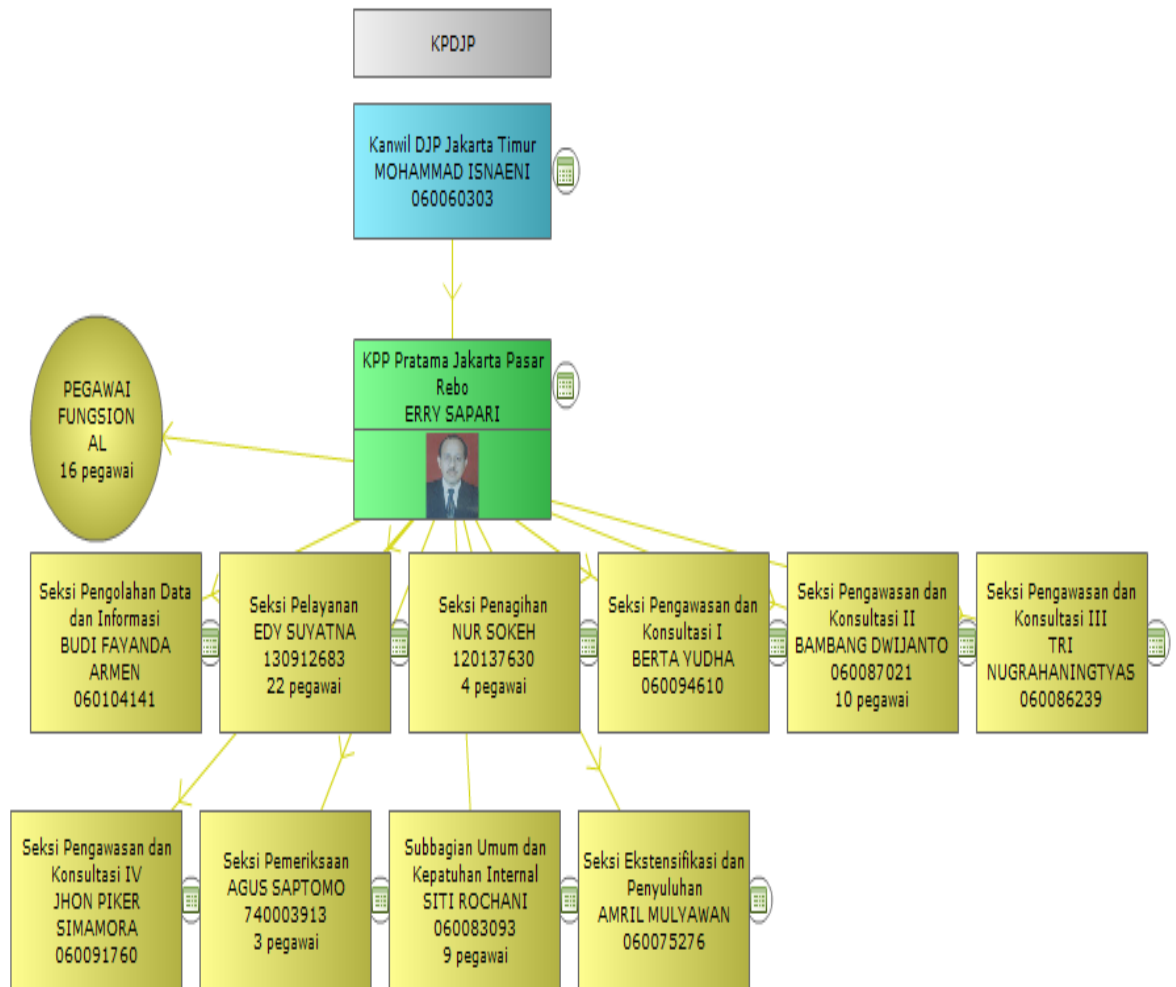 KPDJP
Kanwil DJP Jakarta Timur
MOHAMMAD ISNAENI
060060303
KPP Pratama Jakarta Pasar
Rebo
ERRY SAPARI
PEGAWAI
FUNGSION
AL
16 pegawai
Seksi Pengolahan Data
dan Informasi
BUDI FAYANDA
ARMEN
060104141
Seksi Pelayanan
EDY SUYATNA
130912683
22 pegawai
Seksi Penagihan
NUR SOKEH
120137630
4 pegawai
Seksi Pengawasan dan
Konsultasi I
BERTA YUDHA
060094610
Seksi Pengawasan dan
Konsultasi II
BAMBANG DWIJANTO
060087021
10 pegawai
Seksi Pengawasan dan
Konsultasi III
TRI
NUGRAHANINGTYAS
060086239
Seksi Pengawasan dan
Konsultasi IV
JHON PIKER
SIMAMORA
060091760
Seksi Pemeriksaan
AGUS SAPTOMO
740003913
3 pegawai
Subbagian Umum dan
Kepatuhan Internal
SITI ROCHANI
060083093
9 pegawai
Seksi Ekstensifikasi dan
Penyuluhan
AMRIL MULYAWAN
060075276